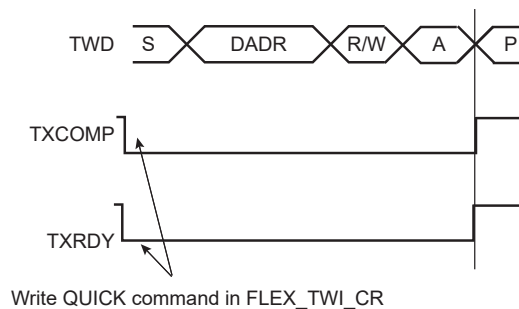 TWD S DADR R/W A P
TXCOMP
TXRDY
Write QUICK command in FLEX_TWI_CR